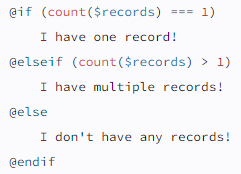 @if (count($records) === 1)
    I have one record!
@elseif (count($records) > 1)
    I have multiple records!
@else
    I don't have any records!
@endif